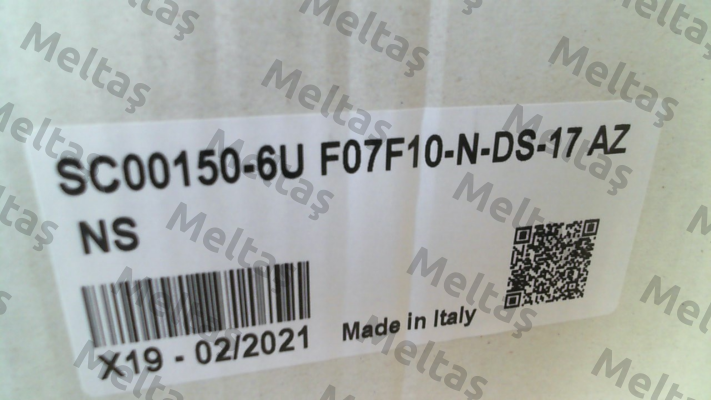 SC00150-6U F07F10-N-DS-17 AZ
NS
X19 - 02/2021
Made in Italy
Meltaş